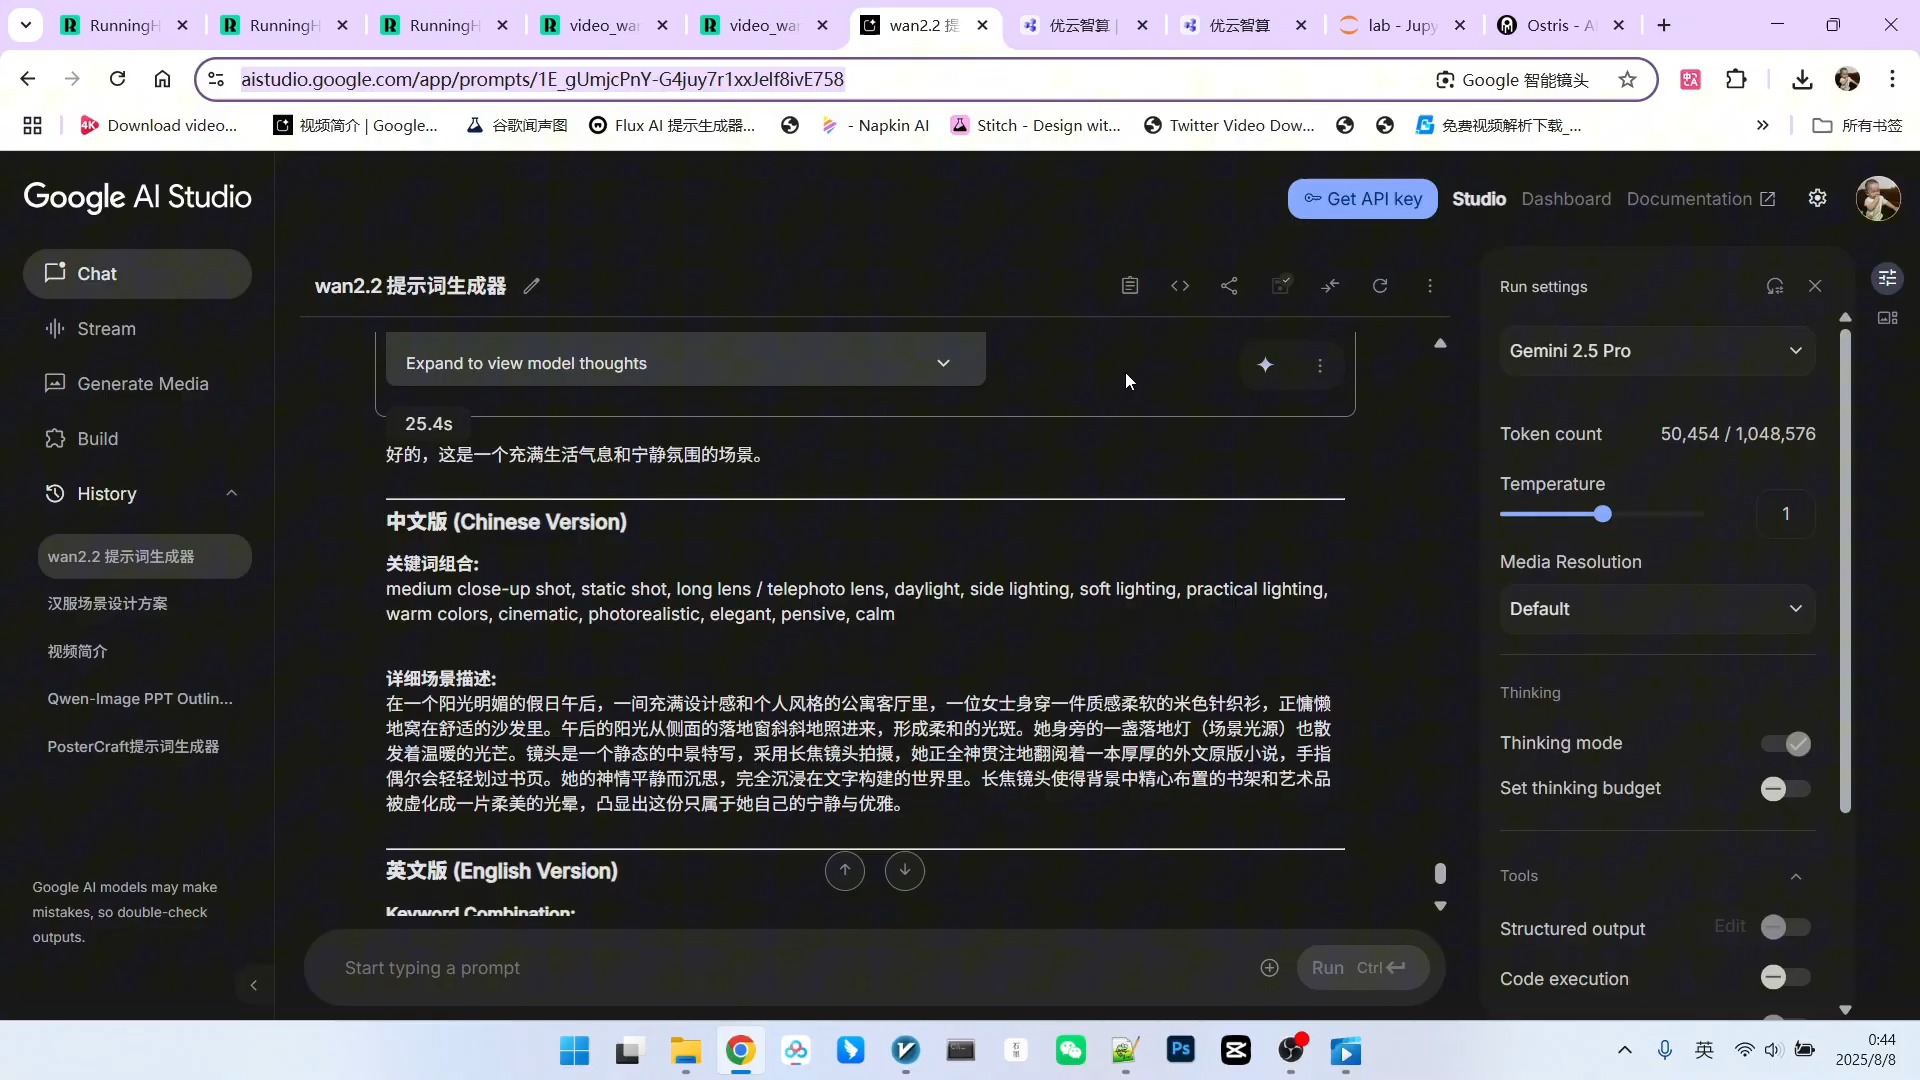 RunningH
RunningH
RunningH
video_wan
video_wan
wan2.2 提
优云智算 |
优云智算
lab - Jupy
Ostris - A
aistudio.google.com/app/prompts/1E_gUmjcPnY-G4juy7r1xxJelf8ivE758
Google 智能镜头
Download video...
视频简介 | Google...
谷歌闻声图
Flux AI 提示生成器...
- Napkin AI
Stitch - Design wit...
Twitter Video Dow...
免费视频解析下载_...
所有书签
Google AI Studio
Get API key
Studio
Dashboard
Documentation
Chat
Stream
Generate Media
Build
History
wan2.2 提示词生成器
汉服场景设计方案
视频简介
Qwen-Image PPT Outlin...
PosterCraft提示词生成器
Google AI models may make
mistakes, so double-check
outputs.
wan2.2 提示词生成器
Expand to view model thoughts
25.4s
好的，这是一个充满生活气息和宁静氛围的场景。
中文版 (Chinese Version)
关键词组合:
medium close-up shot, static shot, long lens / telephoto lens, daylight, side lighting, soft lighting, practical lighting,
warm colors, cinematic, photorealistic, elegant, pensive, calm
详细场景描述:
在一个阳光明媚的假日午后，一间充满设计感和个人风格的公寓客厅里，一位女士身穿一件质感柔软的米色针织衫，正慵懒
地窝在舒适的沙发里。午后的阳光从侧面的落地窗斜斜地照进来，形成柔和的光斑。她身旁的一盏落地灯（场景光源）也散
发着温暖的光芒。镜头是一个静态的中景特写，采用长焦镜头拍摄，她正全神贯注地翻阅着一本厚厚的外文原版小说，手指
偶尔会轻轻划过书页。她的神情平静而沉思，完全沉浸在文字构建的世界里。长焦镜头使得背景中精心布置的书架和艺术品
被虚化成一片柔美的光晕，凸显出这份只属于她自己的宁静与优雅。
英文版 (English Version)
Keyword Combination:
Start typing a prompt
Run Ctrl
Run settings
Gemini 2.5 Pro
Token count 50,454 / 1,048,576
Temperature
1
Media Resolution
Default
Thinking
Thinking mode
Set thinking budget
Tools
Structured output Edit
Code execution
石
墨
Ps
英
0:44
2025/8/8